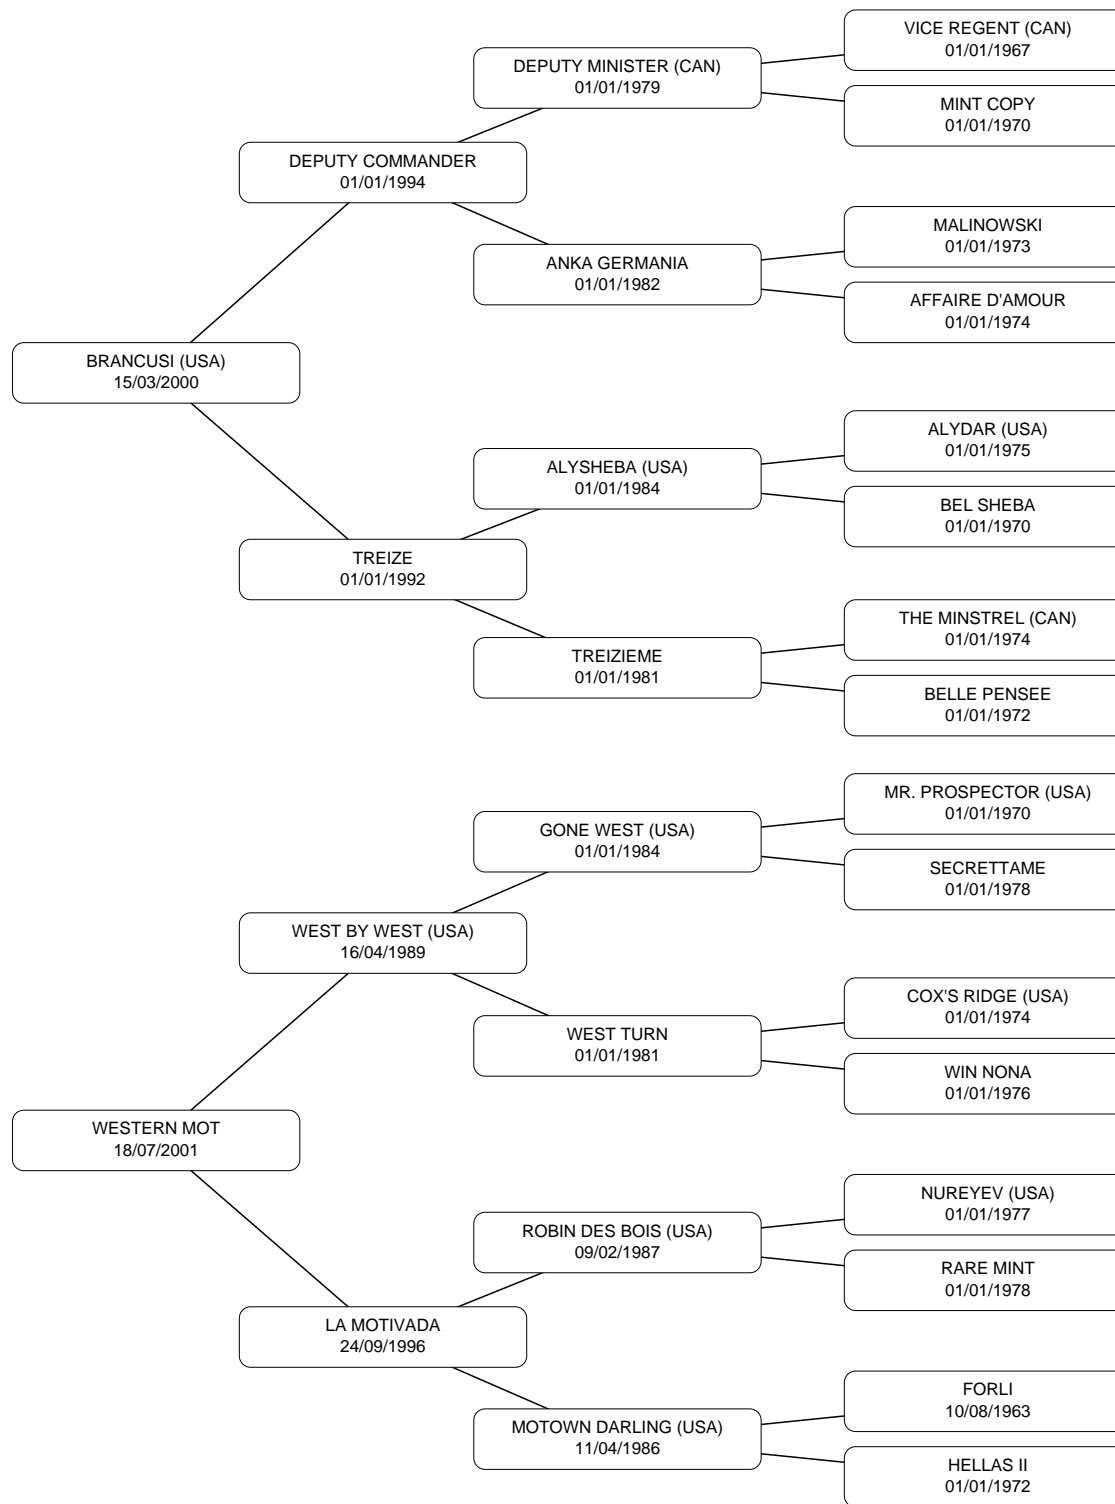 VICE REGENT (CAN)
01/01/1967
DEPUTY MINISTER (CAN)
01/01/1979
MINT COPY
01/01/1970
DEPUTY COMMANDER
01/01/1994
MALINOWSKI
01/01/1973
ANKA GERMANIA
01/01/1982
AFFAIRE D'AMOUR
01/01/1974
BRANCUSI (USA)
15/03/2000
ALYDAR (USA)
01/01/1975
ALYSHEBA (USA)
01/01/1984
BEL SHEBA
01/01/1970
TREIZE
01/01/1992
THE MINSTREL (CAN)
01/01/1974
TREIZIEME
01/01/1981
BELLE PENSEE
01/01/1972
MR. PROSPECTOR (USA)
01/01/1970
GONE WEST (USA)
01/01/1984
SECRETTAME
01/01/1978
WEST BY WEST (USA)
16/04/1989
COX'S RIDGE (USA)
01/01/1974
WEST TURN
01/01/1981
WIN NONA
01/01/1976
WESTERN MOT
18/07/2001
NUREYEV (USA)
01/01/1977
ROBIN DES BOIS (USA)
09/02/1987
RARE MINT
01/01/1978
LA MOTIVADA
24/09/1996
FORLI
10/08/1963
MOTOWN DARLING (USA)
11/04/1986
HELLAS II
01/01/1972